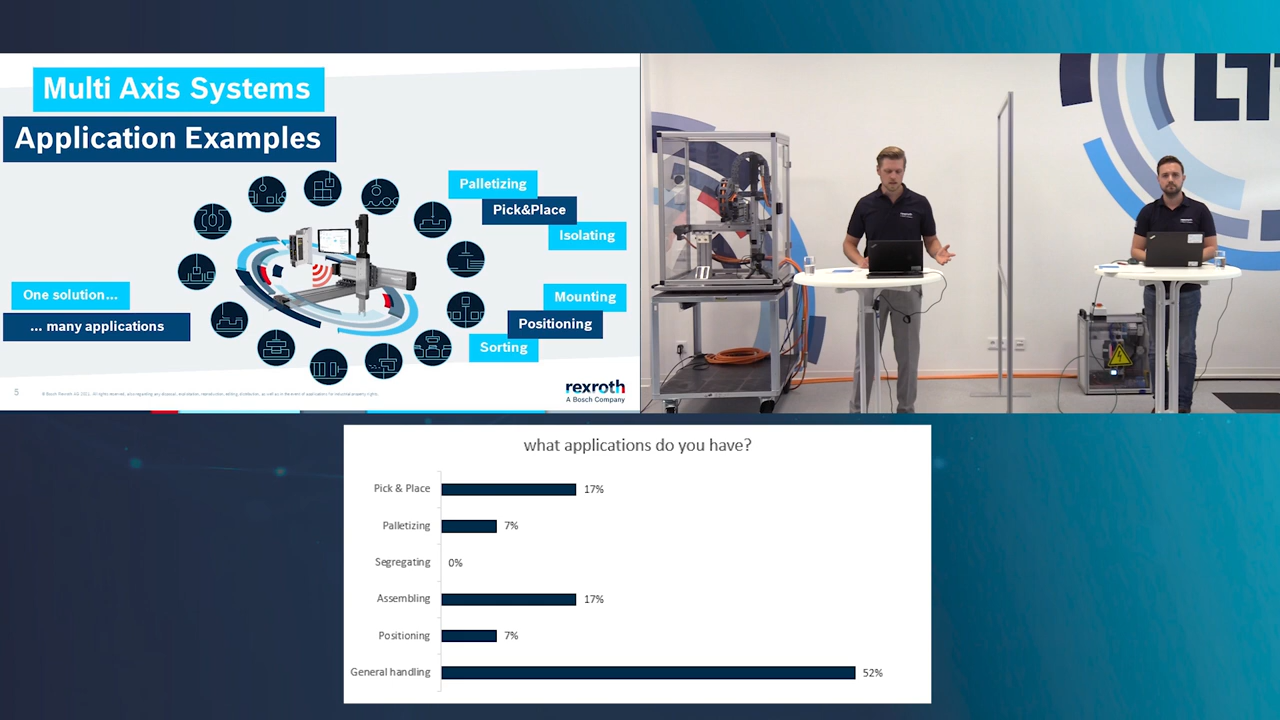 Multi Axis Systems
Application Examples
Palletizing
Pick&Place
Isolating
One solution...
... many applications
Mounting
Positioning
Sorting
5
rexroth
A Bosch Company
LTT
what applications do you have?
Pick & Place 17%
Palletizing 7%
Segregating 0%
Assembling 17%
Positioning 7%
General handling 52%